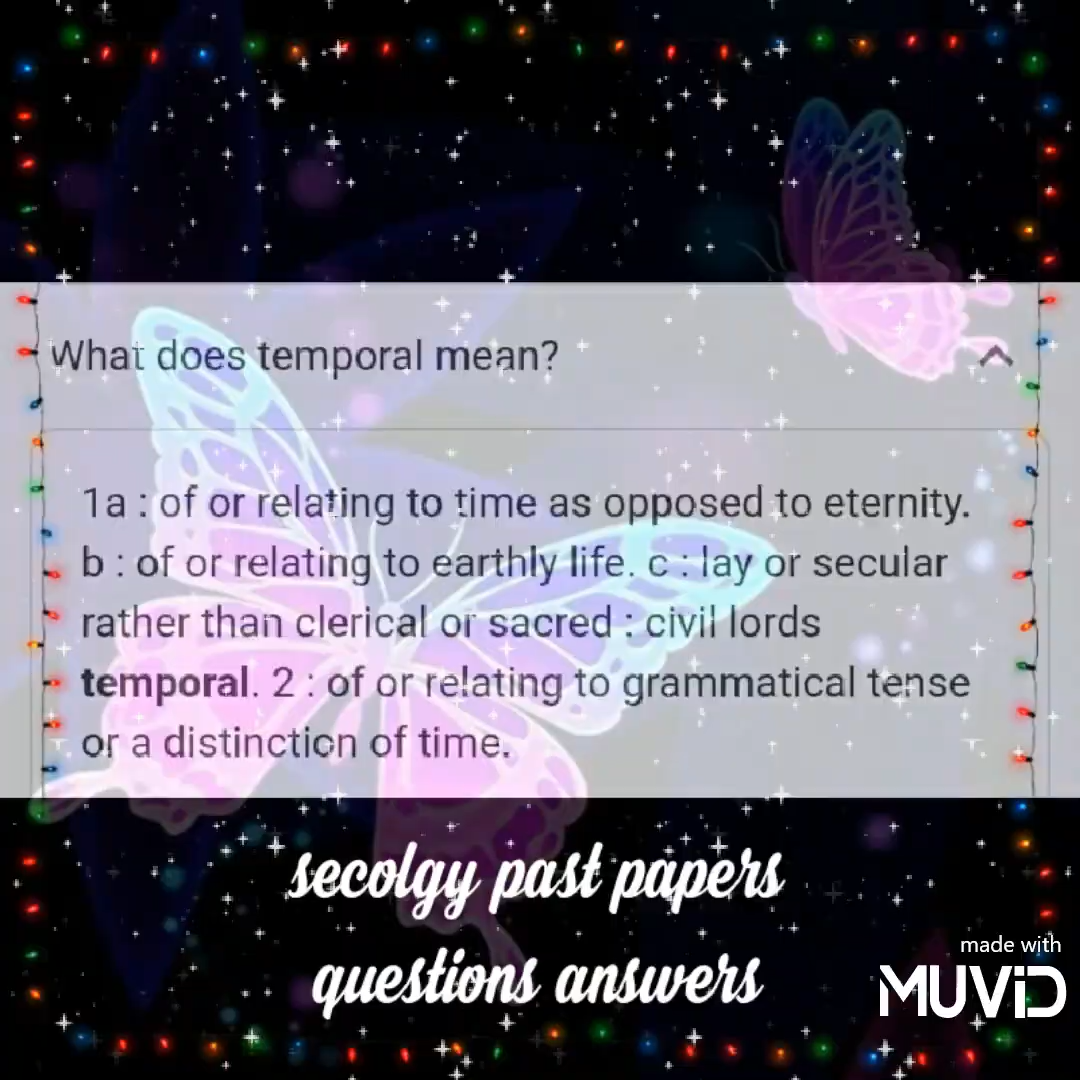 What does temporal mean?
1a : of or relating to time as opposed to eternity.
b : of or relating to earthly life. c : lay or secular
rather than clerical or sacred : civil lords
temporal. 2 : of or relating to grammatical tense
or a distinction of time.
secolgy past papers
questions answers
made with
MUViD